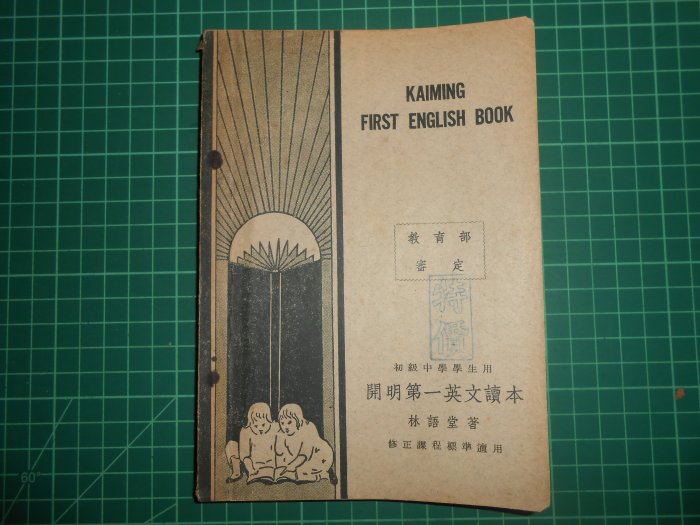 KAIMING
FIRST ENGLISH BOOK
教育部
審定
特價
初級中學學生用
開明第一英文讀本
林語堂著
修正課程標準適用
60°